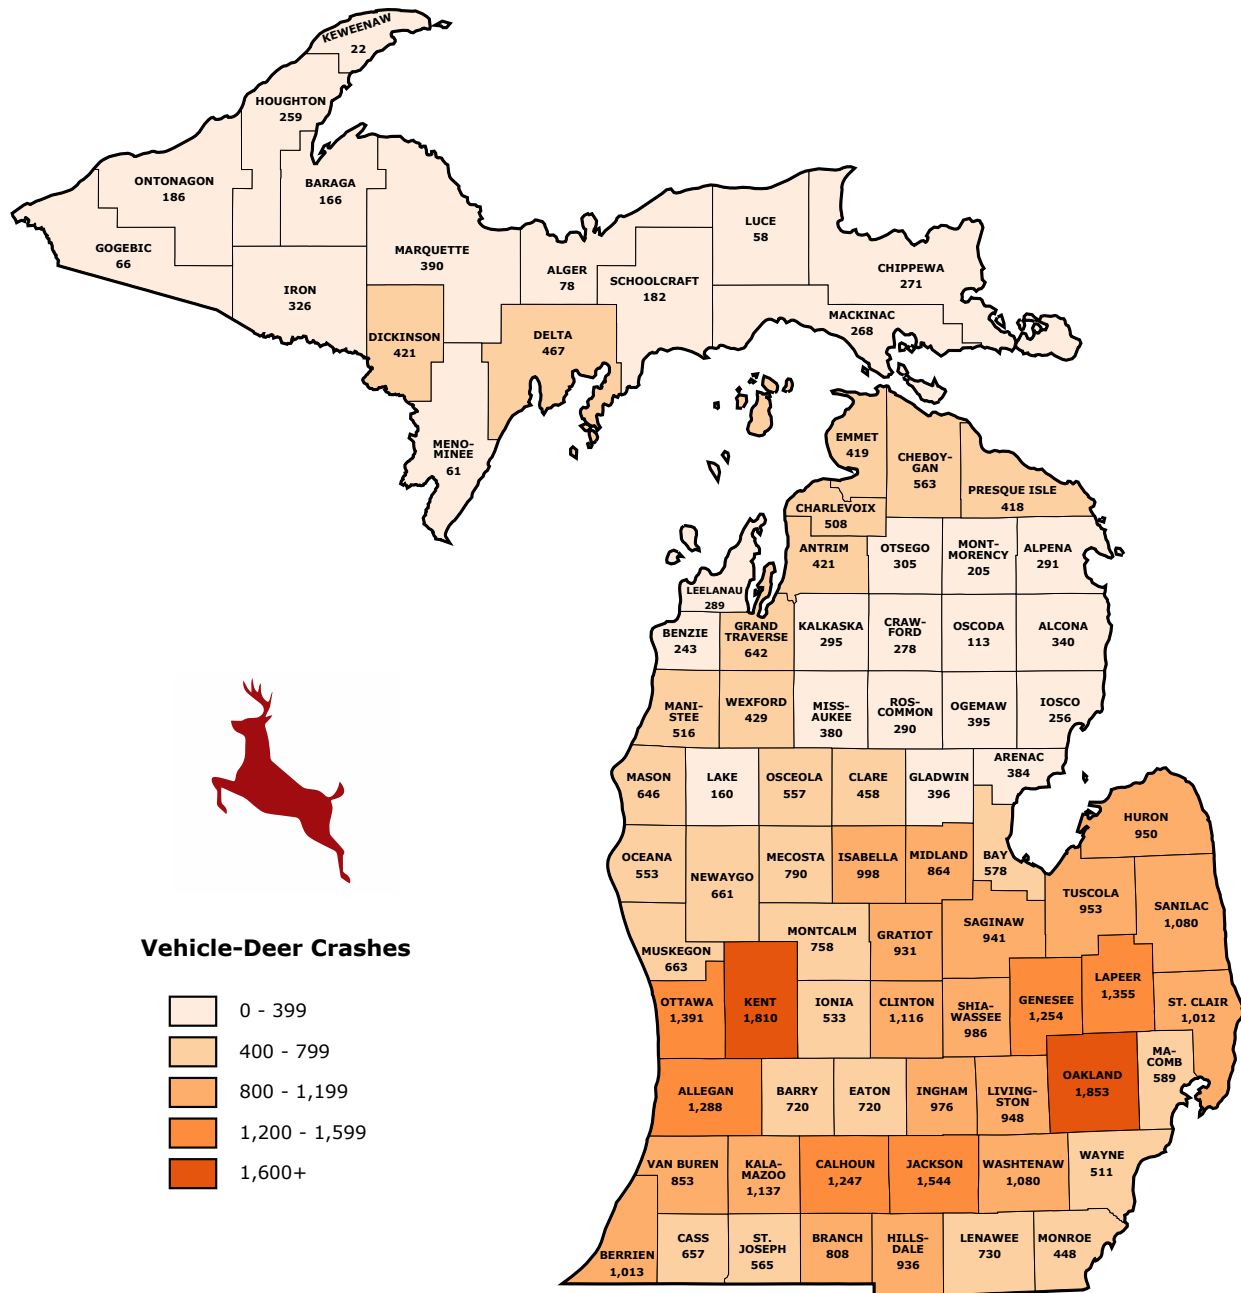 KEWEENAW
22
HOUGHTON
259
ONTONAGON
186
BARAGA
166
GOGEBIC
66
MARQUETTE
390
IRON
326
ALGER
78
LUCE
58
SCHOOLCRAFT
182
CHIPPEWA
271
MACKINAC
268
DICKINSON
421
DELTA
467
MENO-
MINEE
61
EMMET
419
CHEBOY-
GAN
563
PRESQUE ISLE
418
CHARLEVOIX
508
ANTRIM
421
OTSEGO
305
MONT-
MORENCY
205
ALPENA
291
LEELANAU
289
BENZIE
243
GRAND
TRAVERSE
642
KALKASKA
295
CRAW-
FORD
278
OSCODA
113
ALCONA
340
MANI-
STEE
516
WEXFORD
429
MISS-
AUKEE
380
ROS-
COMMON
290
OGEMAW
395
IOSCO
256
MASON
646
LAKE
160
OSCEOLA
557
CLARE
458
GLADWIN
396
ARENAC
384
HURON
950
OCEANA
553
NEWAYGO
661
MECOSTA
790
ISABELLA
998
MIDLAND
864
BAY
578
TUSCOLA
953
SANILAC
1,080
MUSKEGON
663
MONTCALM
758
GRATIOT
931
SAGINAW
941
OTTAWA
1,391
KENT
1,810
IONIA
533
CLINTON
1,116
SHIA-
WASSEE
986
GENESEE
1,254
LAPEER
1,355
ST. CLAIR
1,012
ALLEGAN
1,288
BARRY
720
EATON
720
INGHAM
976
LIVING-
STON
948
OAKLAND
1,853
MA-
COMB
589
VAN BUREN
853
KALA-
MAZOO
1,137
CALHOUN
1,247
JACKSON
1,544
WASHTENAW
1,080
WAYNE
511
BERRIEN
1,013
CASS
657
ST.
JOSEPH
565
BRANCH
808
HILLS-
DALE
936
LENAWEE
730
MONROE
448
Vehicle-Deer Crashes
0 - 399
400 - 799
800 - 1,199
1,200 - 1,599
1,600+